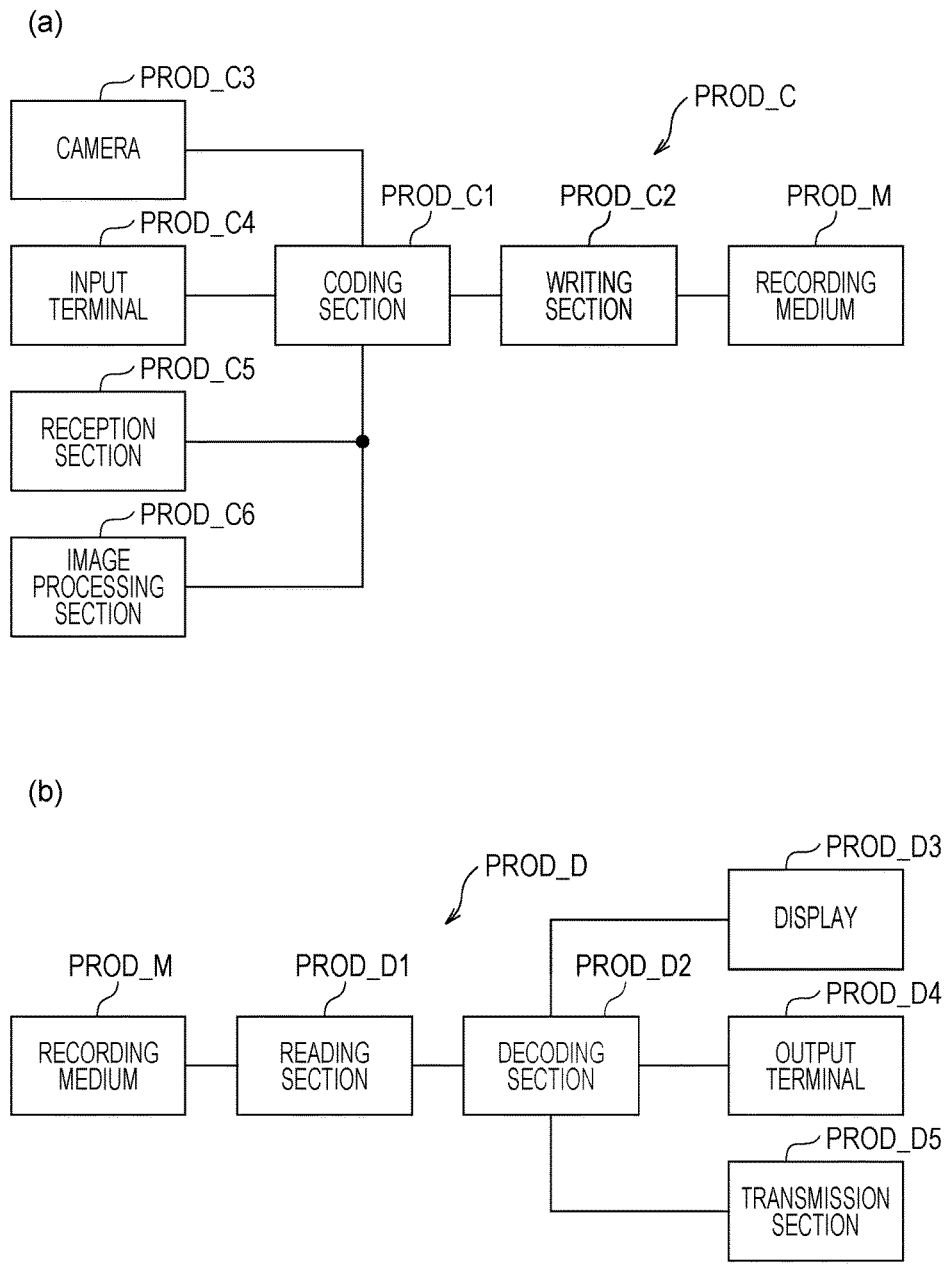 (a)
PROD_C3
CAMERA
PROD_C
PROD_C4
INPUT
TERMINAL
PROD_C1
CODING
SECTION
PROD_C2
WRITING
SECTION
PROD_M
RECORDING
MEDIUM
PROD_C5
RECEPTION
SECTION
PROD_C6
IMAGE
PROCESSING
SECTION
(b)
PROD_D
PROD_D3
DISPLAY
PROD_M
RECORDING
MEDIUM
PROD_D1
READING
SECTION
PROD_D2
DECODING
SECTION
PROD_D4
OUTPUT
TERMINAL
PROD_D5
TRANSMISSION
SECTION